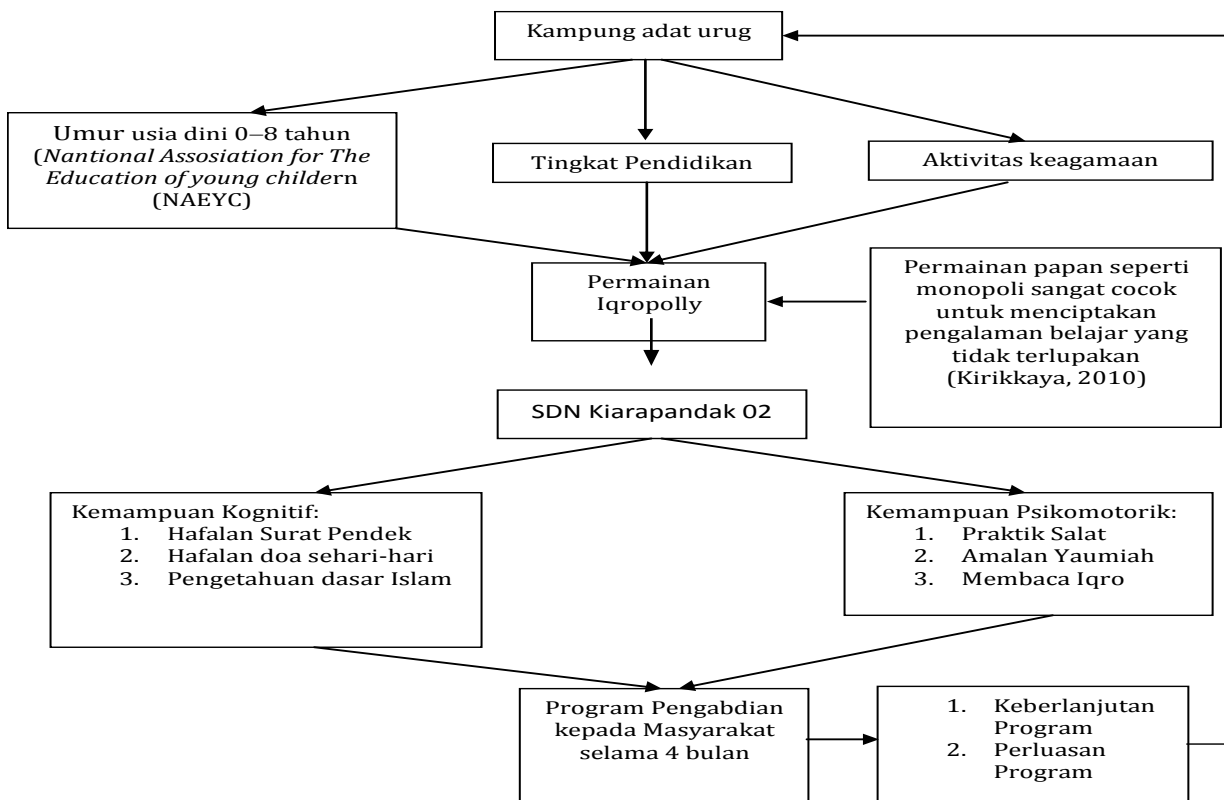 Kampung adat urug
Umur usia dini 0–8 tahun
(Nantional Assosiation for The
Education of young childern
(NAEYC)
Tingkat Pendidikan
Aktivitas keagamaan
Permainan
Iqropolly
Permainan papan seperti
monopoli sangat cocok
untuk menciptakan
pengalaman belajar yang
tidak terlupakan
(Kirikkaya, 2010)
SDN Kiarapandak 02
Kemampuan Kognitif:
1. Hafalan Surat Pendek
2. Hafalan doa sehari-hari
3. Pengetahuan dasar Islam
Kemampuan Psikomotorik:
1. Praktik Salat
2. Amalan Yaumiah
3. Membaca Iqro
Program Pengabdian
kepada Masyarakat
selama 4 bulan
1. Keberlanjutan
Program
2. Perluasan
Program